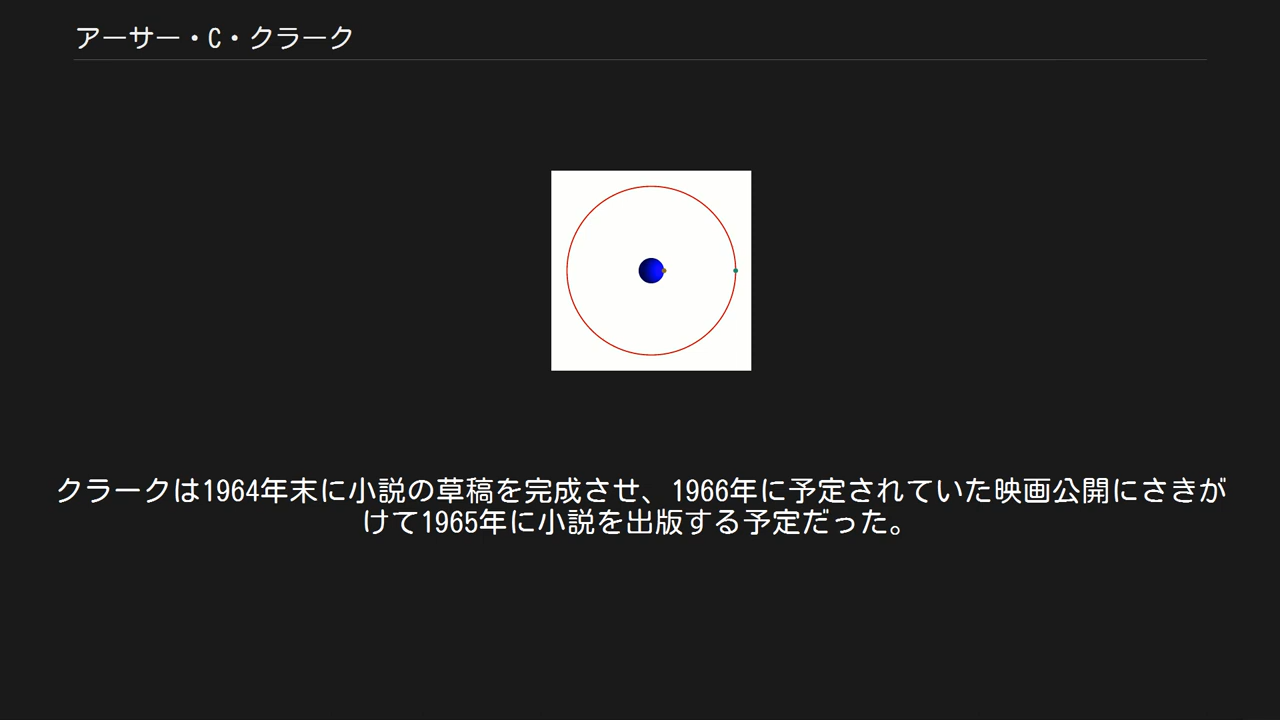 アーサー・C・クラーク
クラークは1964年末に小説の草稿を完成させ、1966年に予定されていた映画公開にさきが
けて1965年に小説を出版する予定だった。